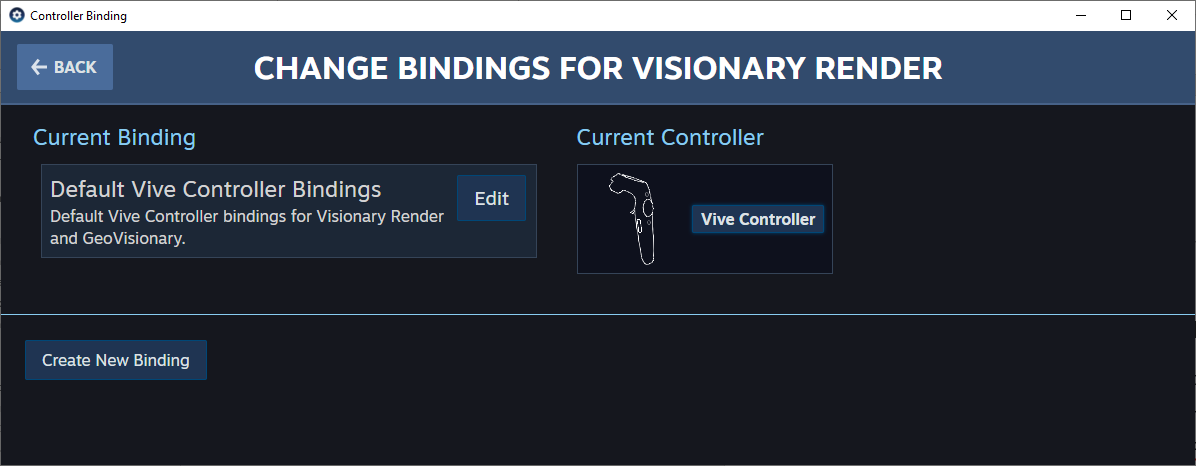 Controller Binding
← BACK
CHANGE BINDINGS FOR VISIONARY RENDER
Current Binding
Default Vive Controller Bindings
Default Vive Controller bindings for Visionary Render
and GeoVisionary.
Edit
Current Controller
Vive Controller
Create New Binding